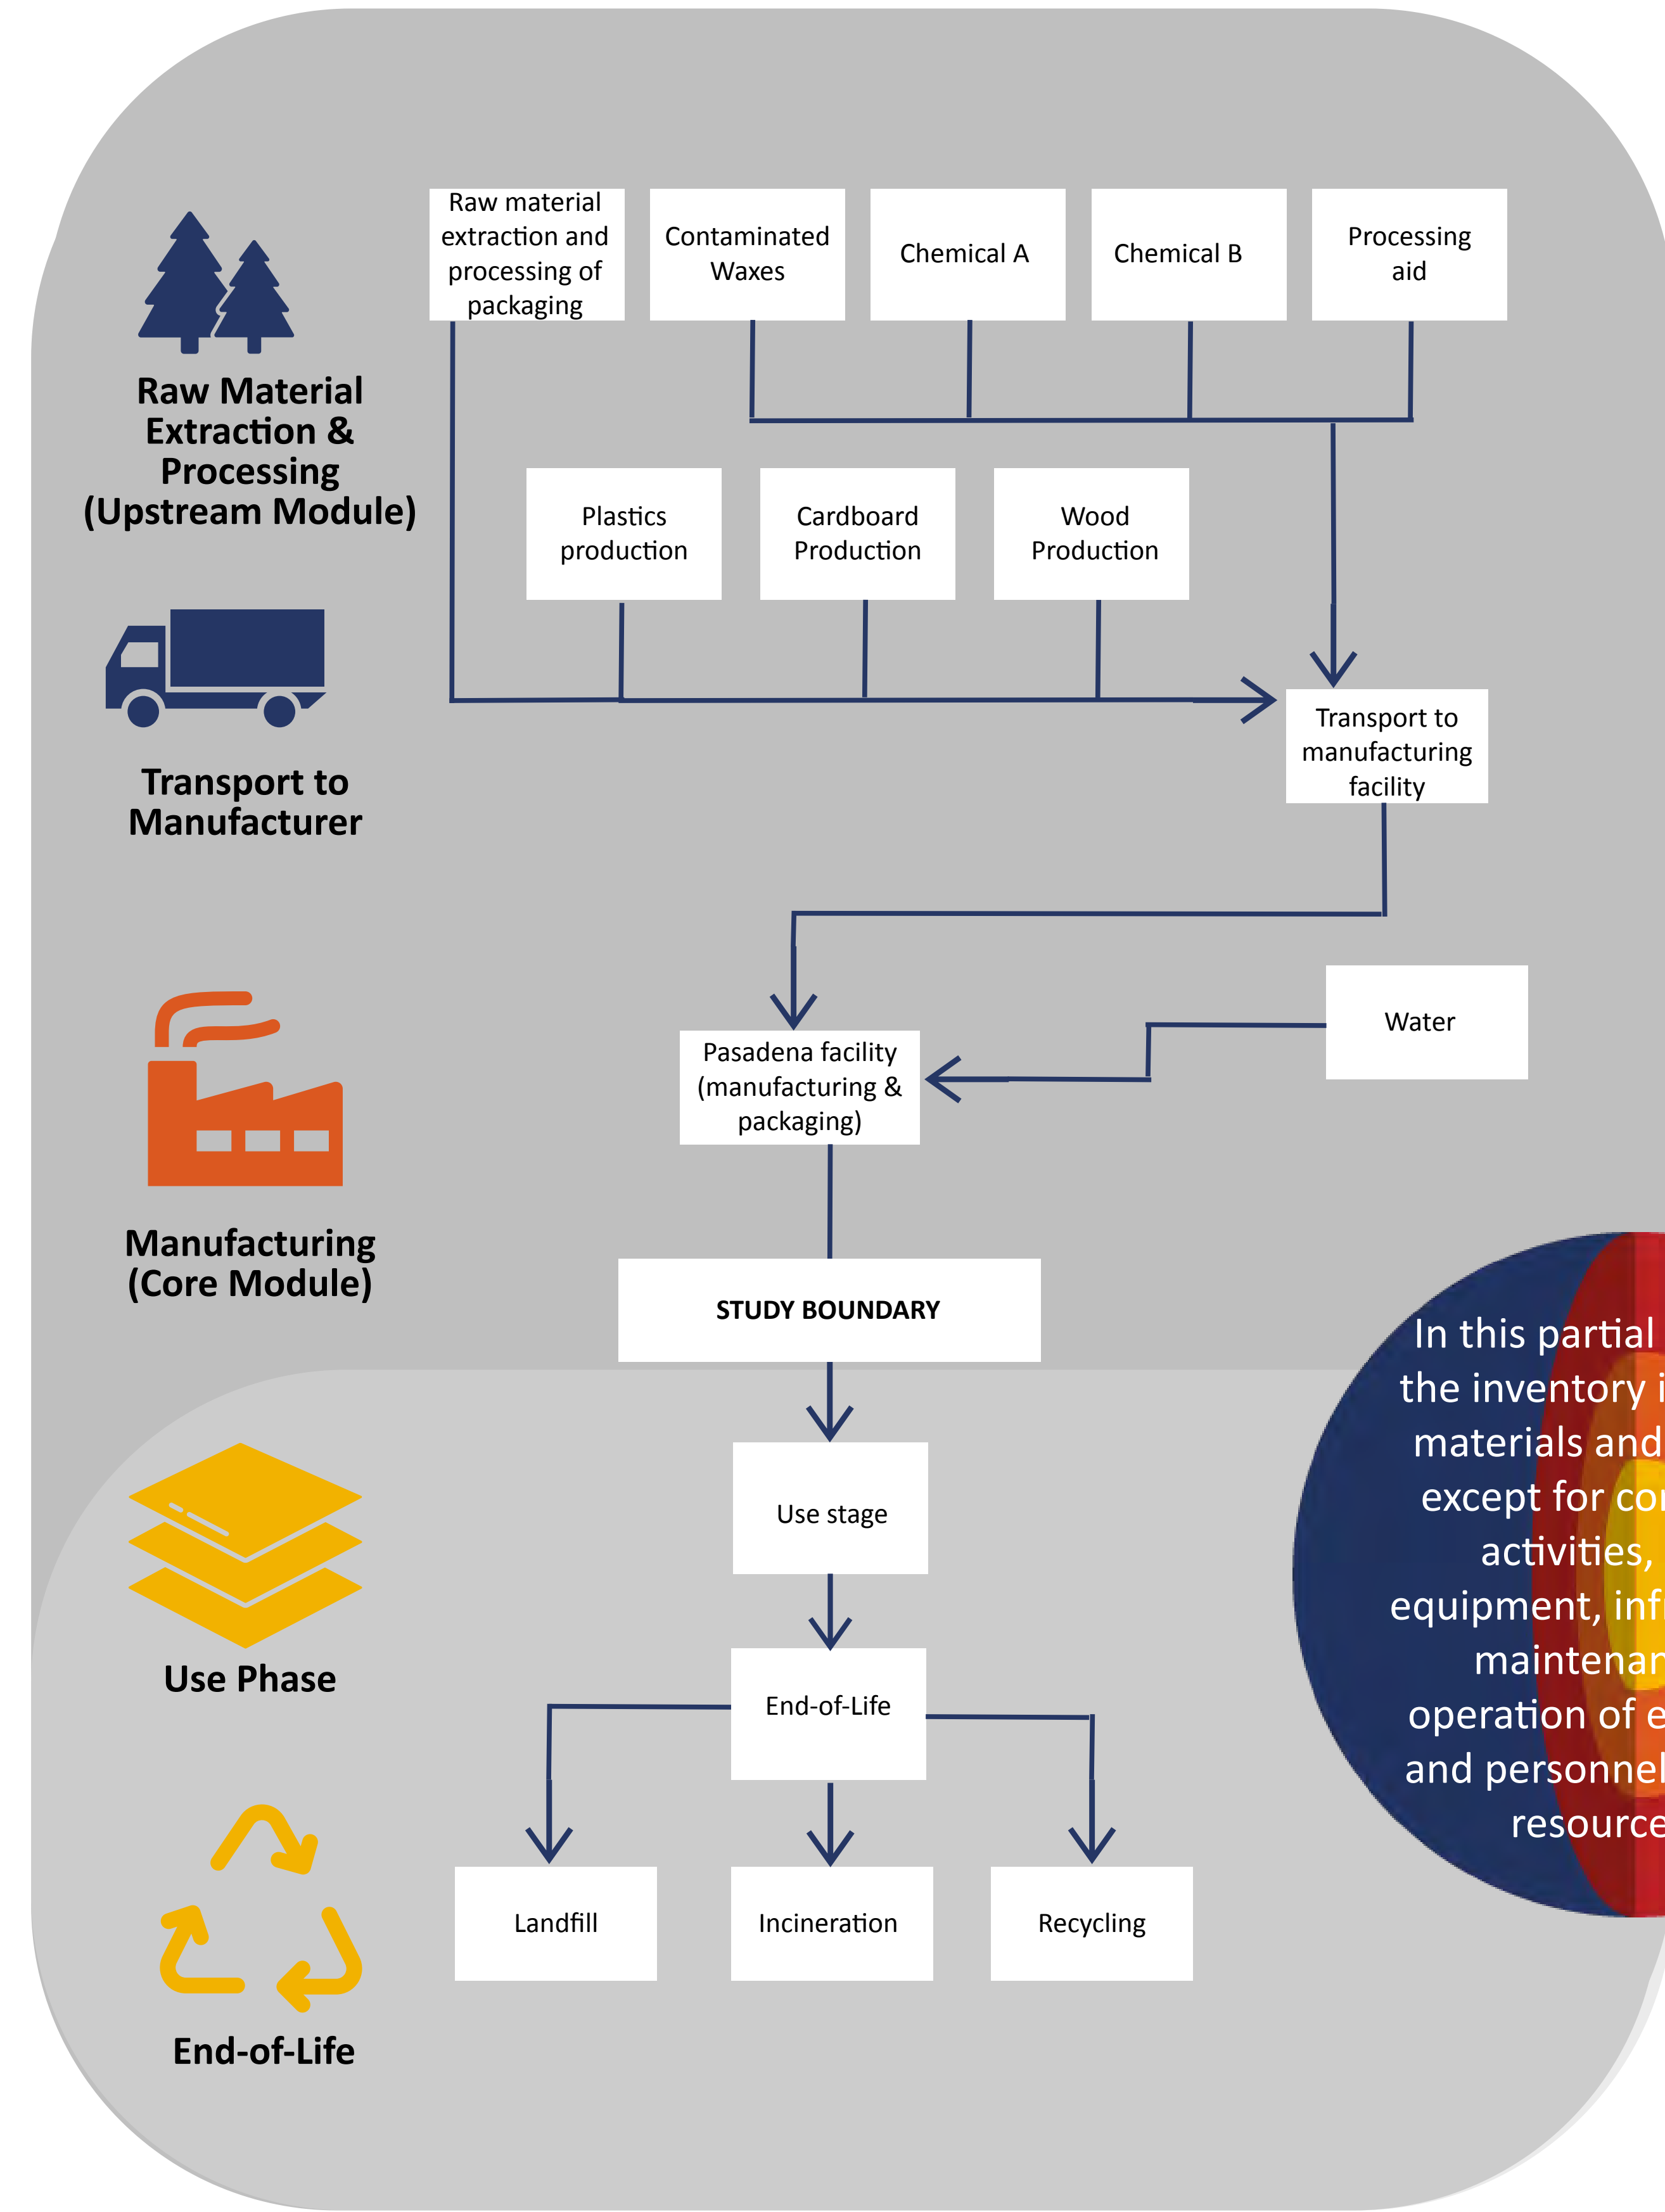 Raw material
extraction and
processing of
packaging
Contaminated
Waxes
Chemical A
Chemical B
Processing
aid
Raw Material
Extraction &
Processing
(Upstream Module)
Plastics
production
Cardboard
Production
Wood
Production
Transport to
manufacturing
facility
Transport to
Manufacturer
Water
Pasadena facility
(manufacturing &
packaging)
Manufacturing
(Core Module)
STUDY BOUNDARY
Use stage
Use Phase
End-of-Life
Landfill
Incineration
Recycling
End-of-Life
In this partial
the inventory
materials and
except for
activities,
equipment,
operation of
and personnel